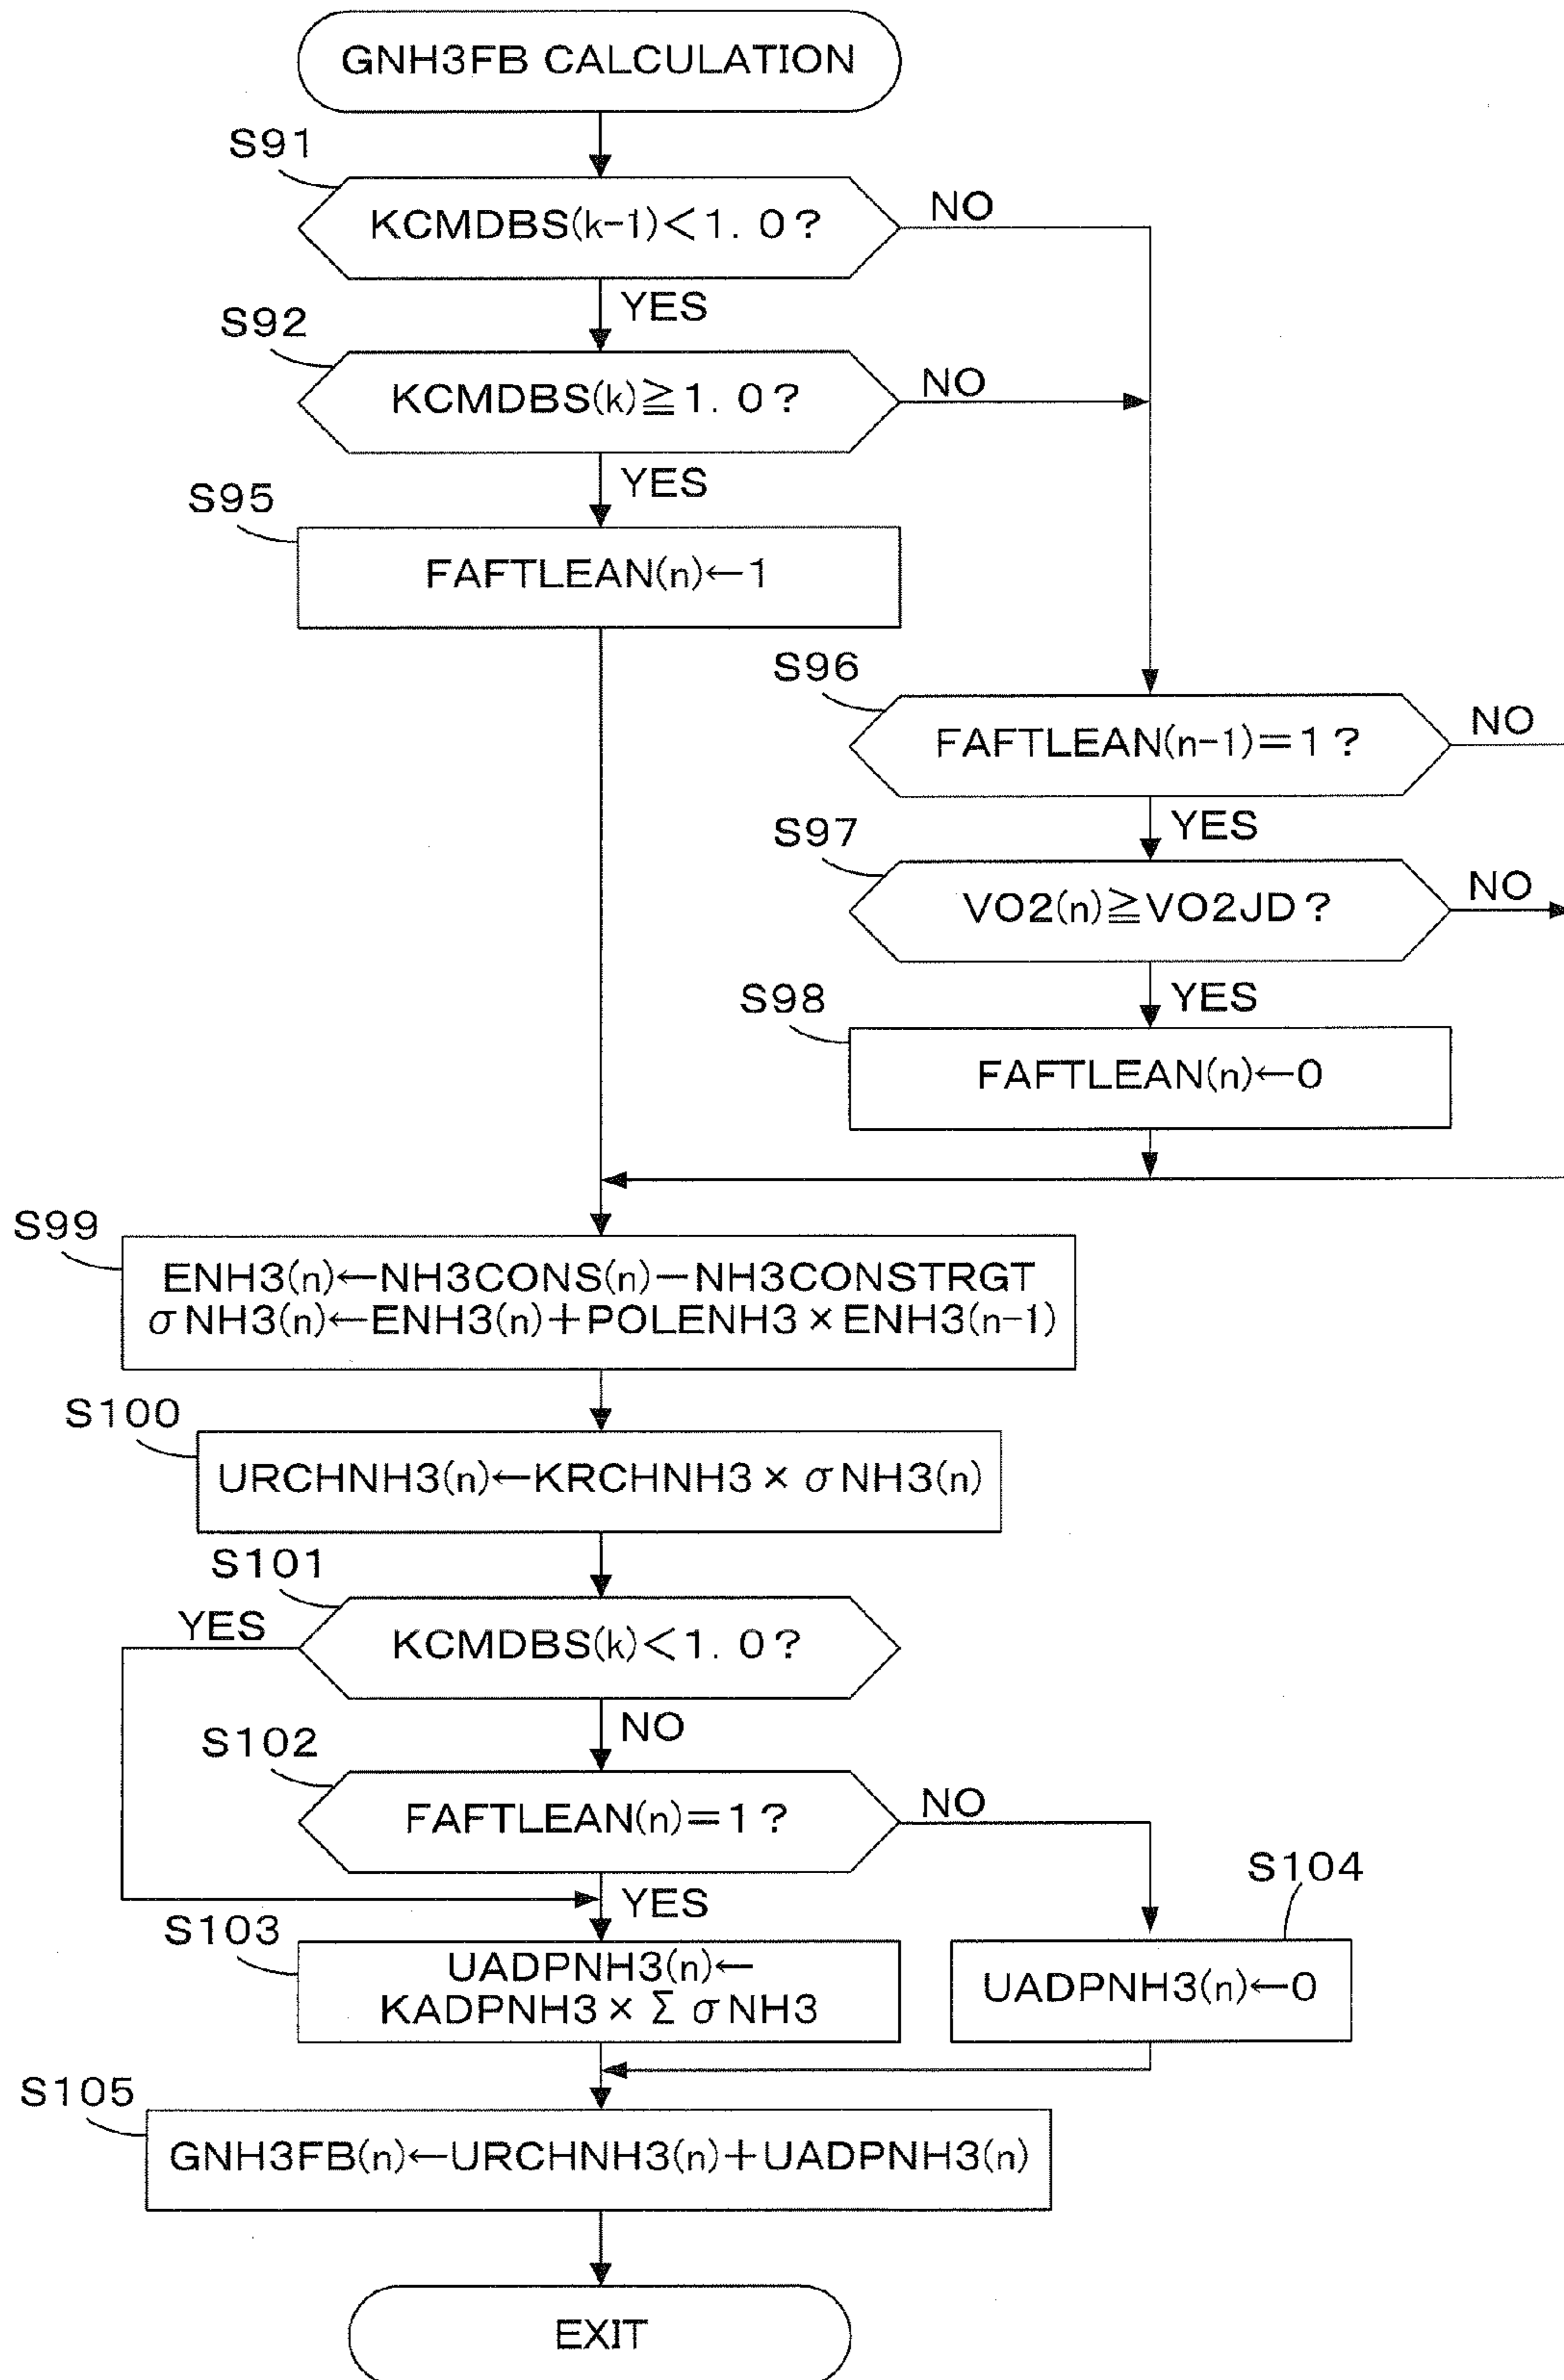 GNH3FB CALCULATION
S91
KCMDBS(k-1)<1. 0?
NO
YES
S92
KCMDBS(k)≧1. 0?
NO
YES
S95
FAFTLEAN(n)←1
S96
FAFTLEAN(n-1)=1?
NO
YES
S97
VO2(n)≧VO2JD?
NO
YES
S98
FAFTLEAN(n)←0
S99
ENH3(n)←NH3CONS(n)-NH3CONSTRGT
σNH3(n)←ENH3(n)+POLENH3×ENH3(n-1)
S100
URCHNH3(n)←KRCHNH3×σNH3(n)
S101
YES
KCMDBS(k)<1. 0?
NO
S102
FAFTLEAN(n)=1?
NO
YES
S103
UADPNH3(n)←
KADPNH3×ΣσNH3
S104
UADPNH3(n)←0
S105
GNH3FB(n)←URCHNH3(n)+UADPNH3(n)
EXIT